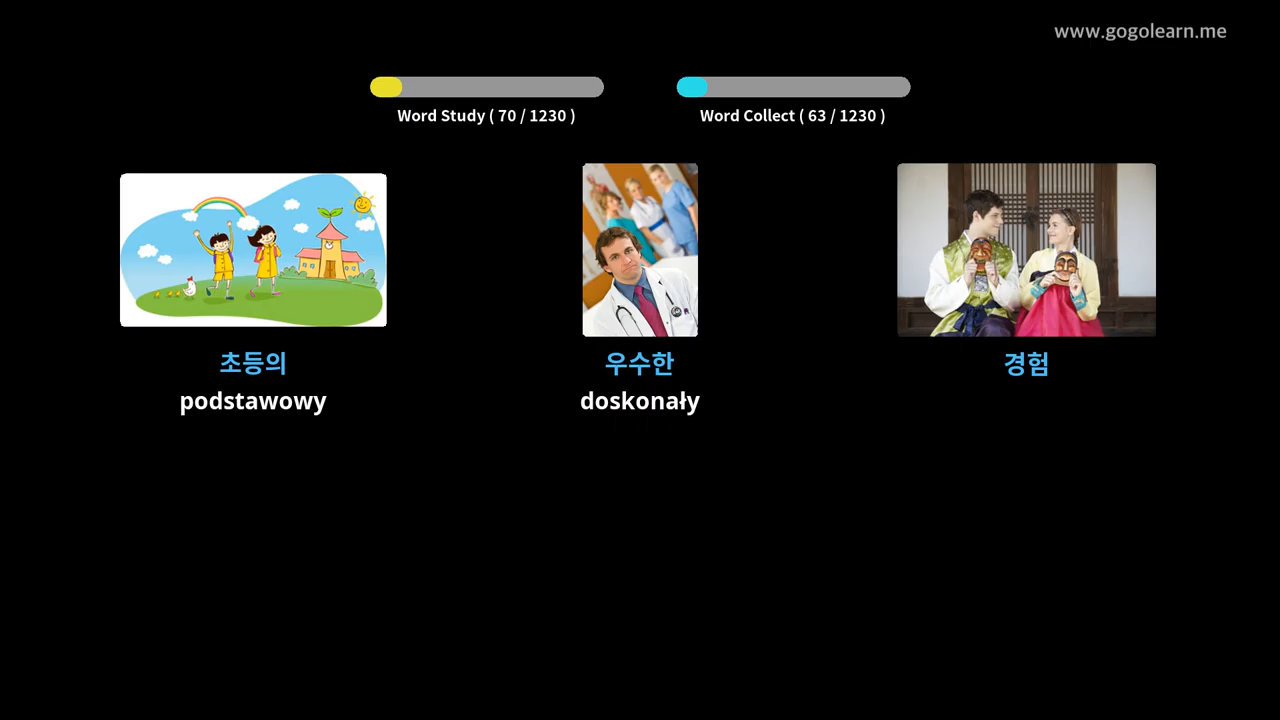 www.gogolearn.me
Word Study ( 70 / 1230 )
Word Collect ( 63 / 1230 )
초등의
우수한
경험
podstawowy
doskonały